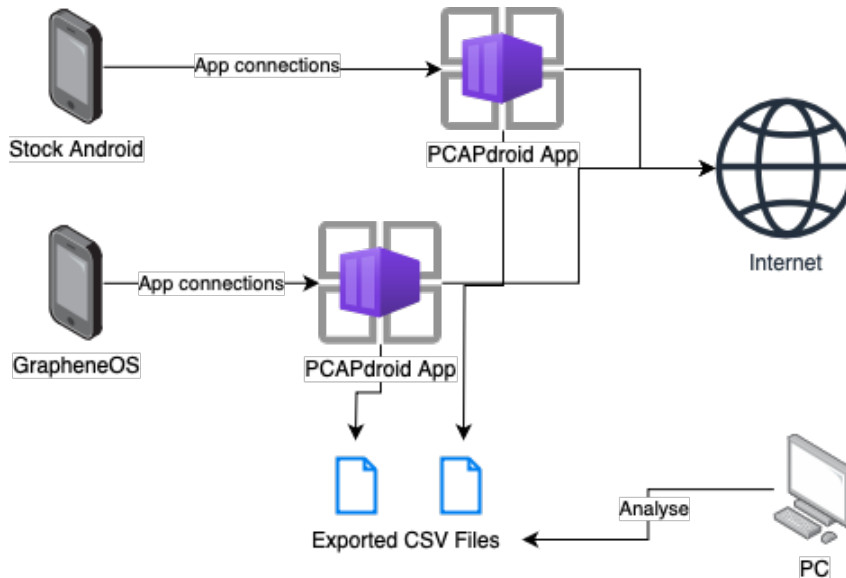 App connections
Stock Android
PCAPdroid App
Internet
App connections
GrapheneOS
PCAPdroid App
Analyse
Exported CSV Files
PC